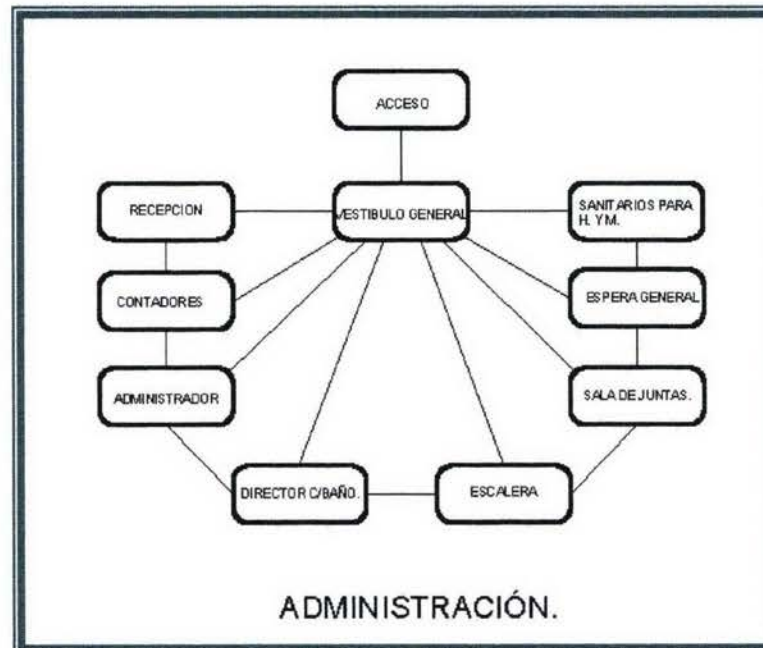 ACCESO
RECEPCION
VESTIBULO GENERAL
SANITARIOS PARA
H. Y M.
CONTADORES
ESPERA GENERAL
ADMINISTRADOR
SALA DE JUNTAS.
DIRECTOR C/BAÑO.
ESCALERA
ADMINISTRACIÓN.